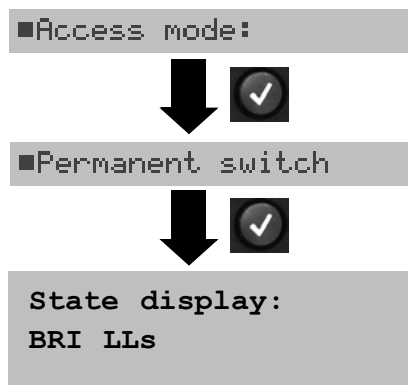 ■Access mode:
■Permanent switch
State display:
BRI LLs